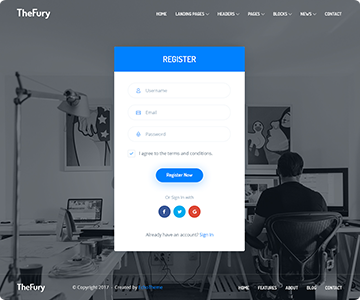 TheFury
HOME LANDING PAGES HEADERS PAGES BLOCKS NEWS CONTACT
REGISTER
Username
Email
Password
I agree to the terms and conditions.
Register Now
Or Sign in with
Already have an account? Sign In
TheFury
© Copyright 2017 Created by
HOME FEATURES ABOUT BLOG CONTACT